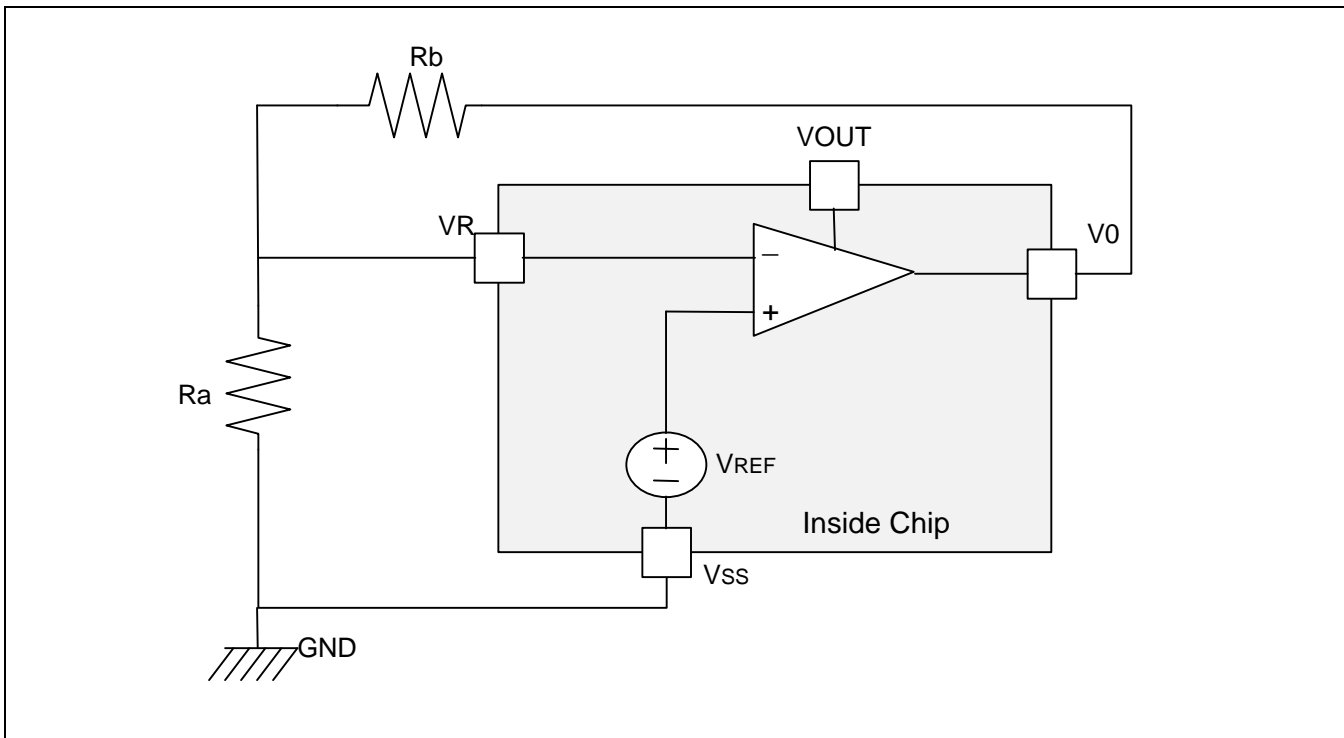 Rb
VOUT
VR
V0
−
+
Ra
+
−
VREF
Inside Chip
VSS
GND